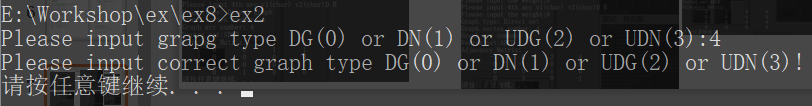 E:\Workshop\ex\ex8>ex2
Please input grapg type DG(0) or DN(1) or UDG(2) or UDN(3):4
Please input correct graph type DG(0) or DN(1) or UDG(2) or UDN(3)!
请按任意键继续. . .